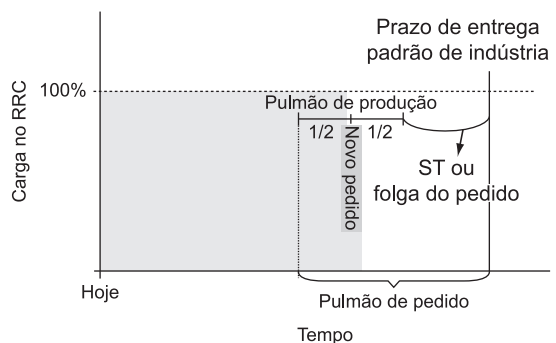 Prazo de entrega
padrão de indústria
100%
Pulmão de produção
1/2
1/2
Novo pedido
ST ou
folga do pedido
Carga no RRC
Hoje
Pulmão de pedido
Tempo